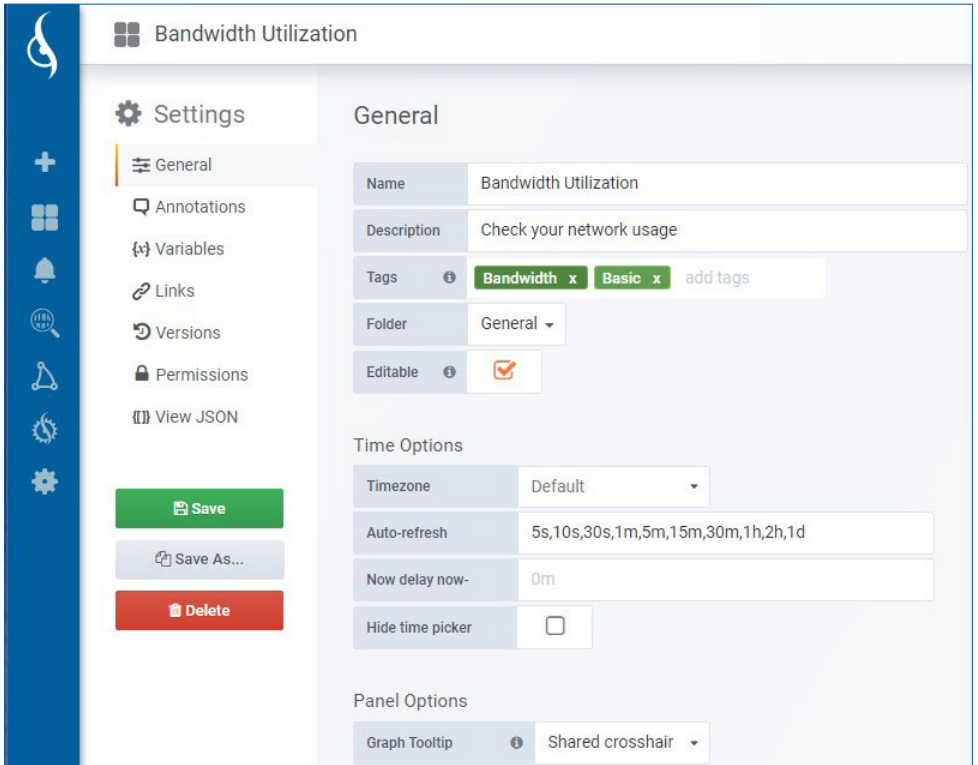 Bandwidth Utilization
Settings
General
Annotations
{x} Variables
Links
Versions
Permissions
{[]} View JSON
Save
Save As...
Delete
General
Name Bandwidth Utilization
Description Check your network usage
Tags Bandwidth x Basic x add tags
Folder General
Editable
Time Options
Timezone Default
Auto-refresh 5s,10s,30s,1m,5m,15m,30m,1h,2h,1d
Now delay now- 0m
Hide time picker
Panel Options
Graph Tooltip Shared crosshair